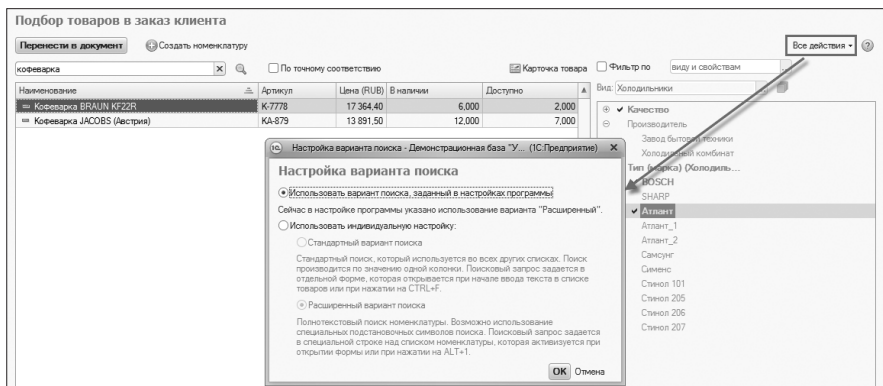 Подбор товаров в заказ клиента
Перенести в документ Создать номенклатуру Все действия
кофеварка По точному соответствию Карточка товара Фильтр по виду и свойствам ...
Наименование Артикул Цена (RUB) В наличии Доступно Вид: Холодильники
Кофеварка BRAUN KF22R K-7778 17 364,40 6,000 2,000
Кофеварка JACOBS (Австрия) KA-879 13 891,50 12,000 7,000
Качество
Производитель
Завод бытовой техники
Холодильный комбинат
Тип (марка) (Холодиль...
BOSCH
SHARP
Атлант
Атлант_1
Атлант_2
Самсунг
Сименс
Стинол 101
Стинол 205
Стинол 206
Стинол 207
Настройка варианта поиска - Демонстрационная база "У... (1С:Предприятие)
Настройка варианта поиска
Использовать вариант поиска, заданный в настройках программы
Сейчас в настройке программы указано использование варианта "Расширенный".
Использовать индивидуальную настройку:
Стандартный вариант поиска
Стандартный поиск, который используется во всех других списках. Поиск
производится по значению одной колонки. Поисковый запрос задается в
отдельной форме, которая открывается при начале ввода текста в списке
товаров или при нажатии на CTRL+F.
Расширенный вариант поиска
Полнотекстовый поиск номенклатуры. Возможно использование
специальных подстановочных символов поиска. Поисковый запрос задается
в специальной строке над списком номенклатуры, которая активизируется при
открытии формы или при нажатии на ALT+1.
OK Отмена